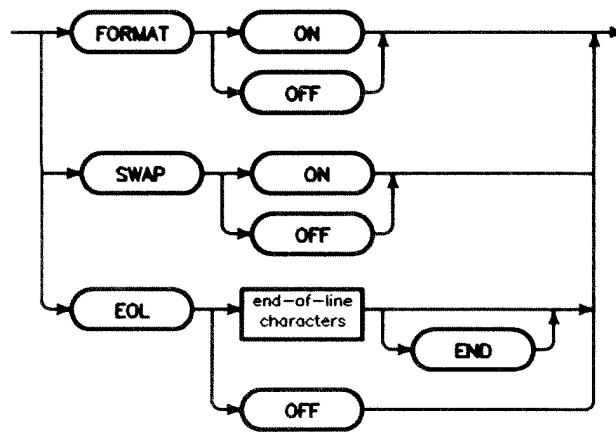 FORMAT
ON
OFF
SWAP
ON
OFF
EOL
end-of-line
characters
END
OFF